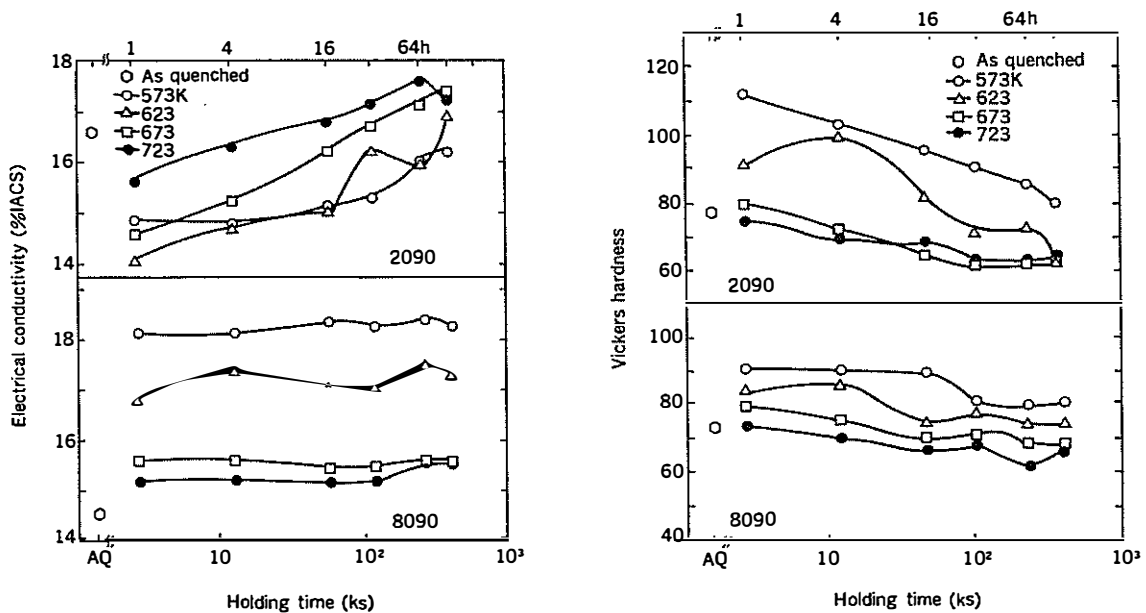 1 4 16 64h
18
As quenched
573K
623
673
723
16
14
2090
18
16
15
14
8090
AQ 10 10² 10³
Electrical conductivity (%IACS)
Holding time (ks)
1 4 16 64h
120
As quenched
573K
623
673
723
100
80
60
2090
100
80
60
40
8090
AQ 10 10² 10³
Vickers hardness
Holding time (ks)